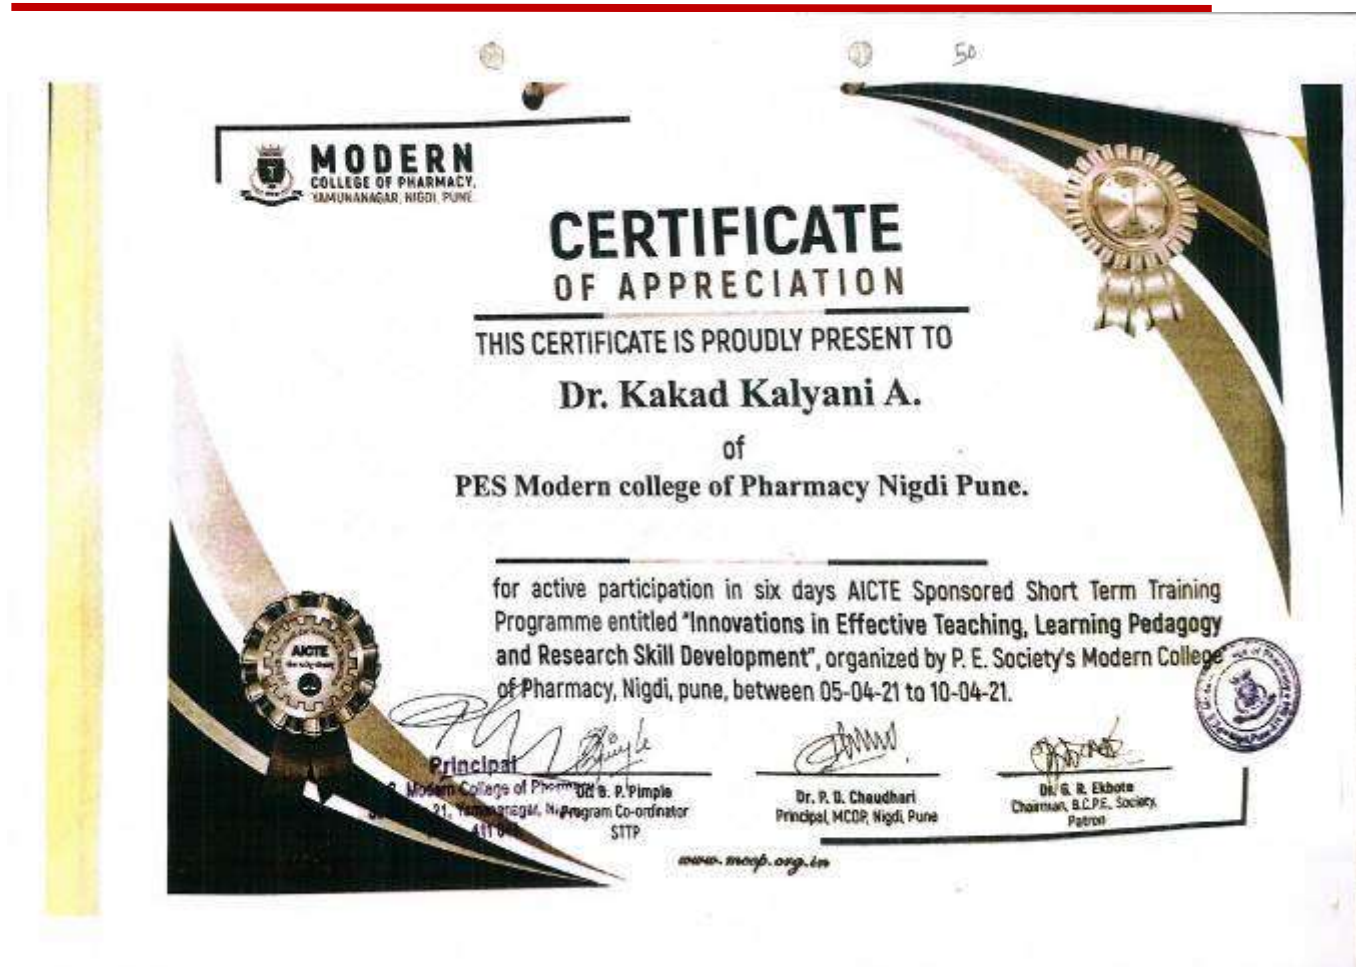 50
MODERN
COLLEGE OF PHARMACY,
YAMUNANAGAR, NIGDI, PUNE.
CERTIFICATE
OF APPRECIATION
THIS CERTIFICATE IS PROUDLY PRESENT TO
Dr. Kakad Kalyani A.
of
PES Modern college of Pharmacy Nigdi Pune.
for active participation in six days AICTE Sponsored Short Term Training
Programme entitled "Innovations in Effective Teaching, Learning Pedagogy
and Research Skill Development", organized by P. E. Society's Modern College
of Pharmacy, Nigdi, pune, between 05-04-21 to 10-04-21.
AICTE
Principal
Modern College of
21, Yamunanagar,
411
P. Pimple
Program Co-ordinator
STTP
Dr. P. D. Chaudhari
Principal, MCOP, Nigdi, Pune
Dr. G. R. Ekbote
Chairman, B.C.P.E. Society,
Patron
www.mcop.org.in